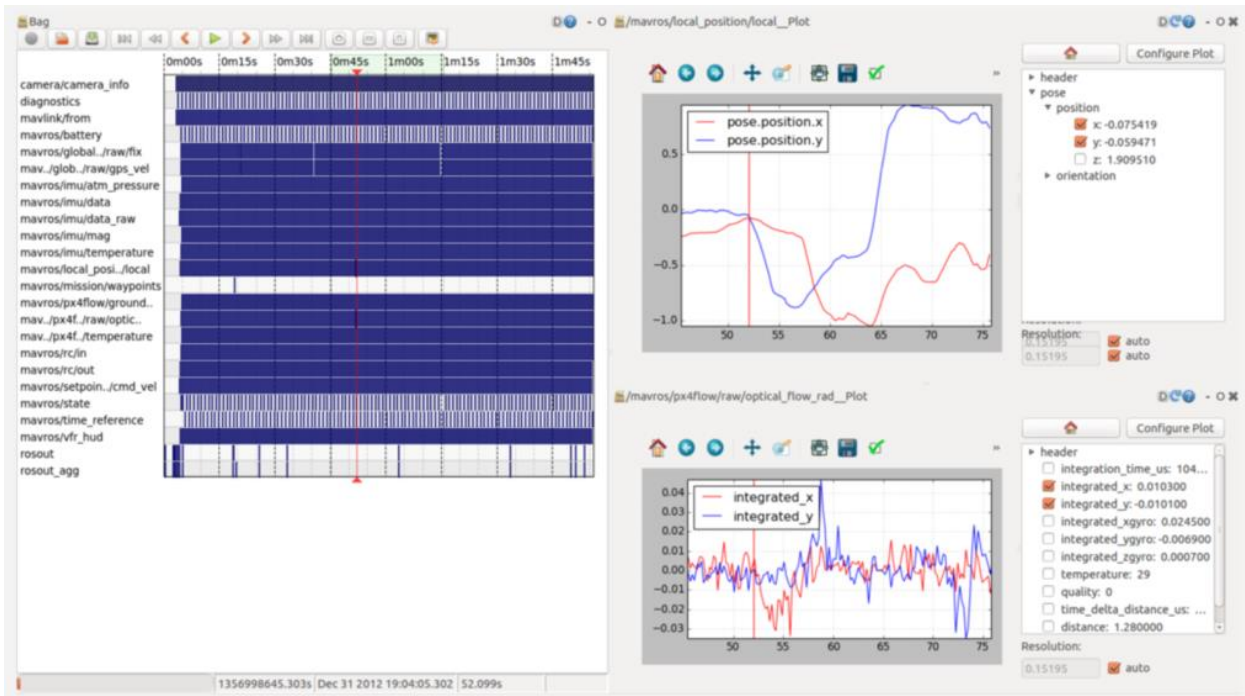 Bag
D - O
0m00s 0m15s 0m30s 0m45s 1m00s 1m15s 1m30s 1m45s
camera/camera_info
diagnostics
mavlink/from
mavros/battery
mavros/global../raw/fix
mav../glob../raw/gps_vel
mavros/imu/atm_pressure
mavros/imu/data
mavros/imu/data_raw
mavros/imu/mag
mavros/imu/temperature
mavros/local_posi../local
mavros/mission/waypoints
mavros/px4flow/ground..
mav../px4f../raw/optic..
mav../px4f../temperature
mavros/rc/in
mavros/rc/out
mavros/setpoin../cmd_vel
mavros/state
mavros/time_reference
mavros/vfr_hud
rosout
rosout_agg
1356998645.303s Dec 31 2012 19:04:05.302 52.099s
/mavros/local_position/local__Plot
D - O
Configure Plot
pose.position.x
pose.position.y
0.5
0.0
−0.5
−1.0
50 55 60 65 70 75
header
pose
position
x: -0.075419
y: -0.059471
z: 1.909510
orientation
Resolution:
0.15195 auto
0.15195 auto
/mavros/px4flow/raw/optical_flow_rad__Plot
D - O
Configure Plot
integrated_x
integrated_y
0.04
0.03
0.02
0.01
0.00
−0.01
−0.02
−0.03
50 55 60 65 70 75
header
integration_time_us: 104...
integrated_x: 0.010300
integrated_y: -0.010100
integrated_xgyro: 0.024500
integrated_ygyro: -0.006900
integrated_zgyro: 0.000700
temperature: 29
quality: 0
time_delta_distance_us: ...
distance: 1.280000
Resolution:
0.15195 auto